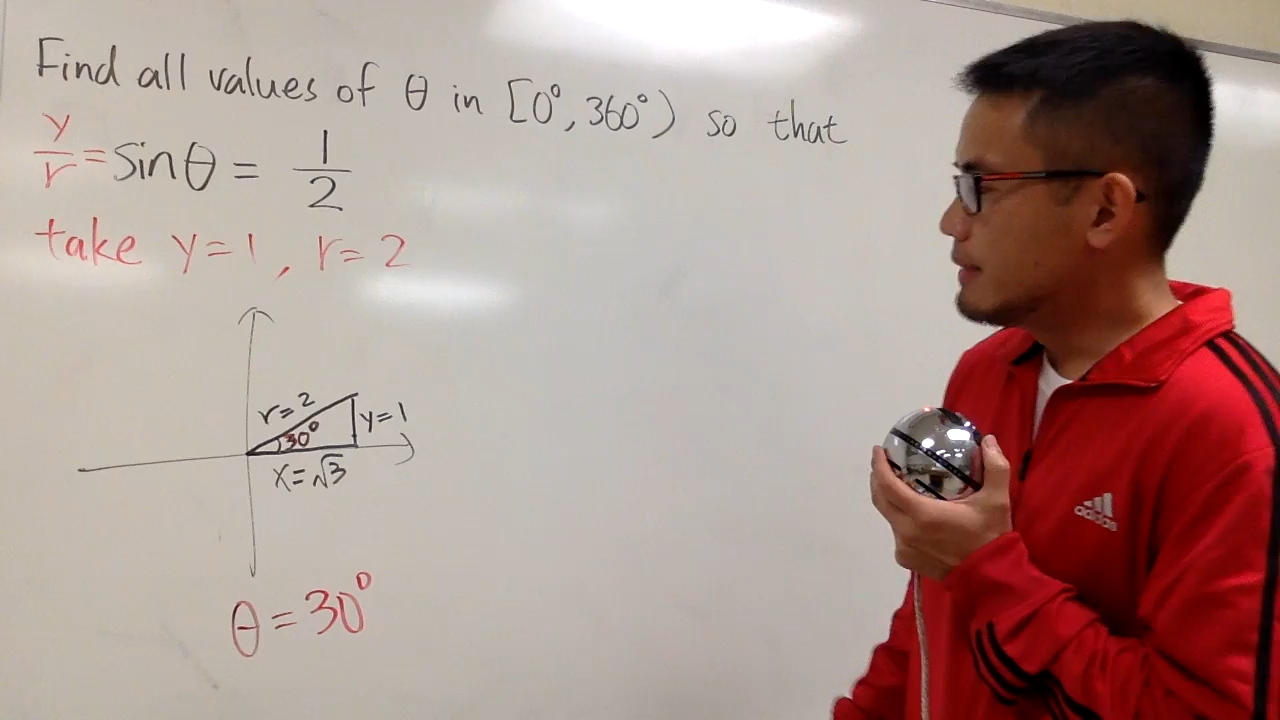 Find all values of θ in [0°, 360°) so that
y/r = sinθ = 1/2
take y=1, r=2
r=2
y=1
30°
x=√3
θ = 30°
adidas